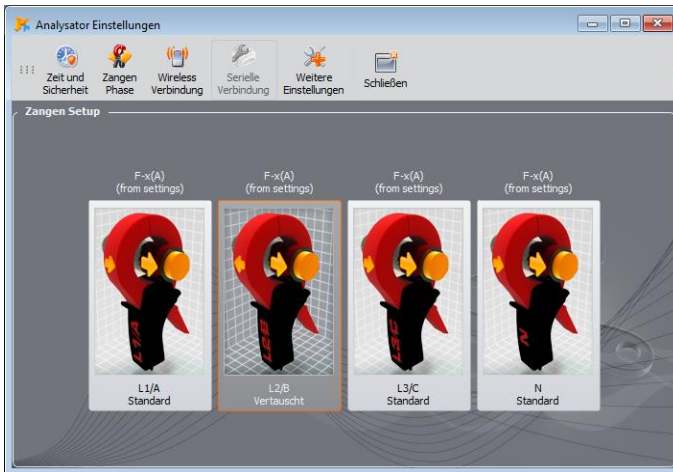 Analysator Einstellungen
Zeit und
Sicherheit
Zangen
Phase
Wireless
Verbindung
Serielle
Verbindung
Weitere
Einstellungen
Schließen
Zangen Setup
F-x(A)
(from settings)
F-x(A)
(from settings)
F-x(A)
(from settings)
F-x(A)
(from settings)
L1/A
L2/B
L3/C
N
L1/A
Standard
L2/B
Vertauscht
L3/C
Standard
N
Standard